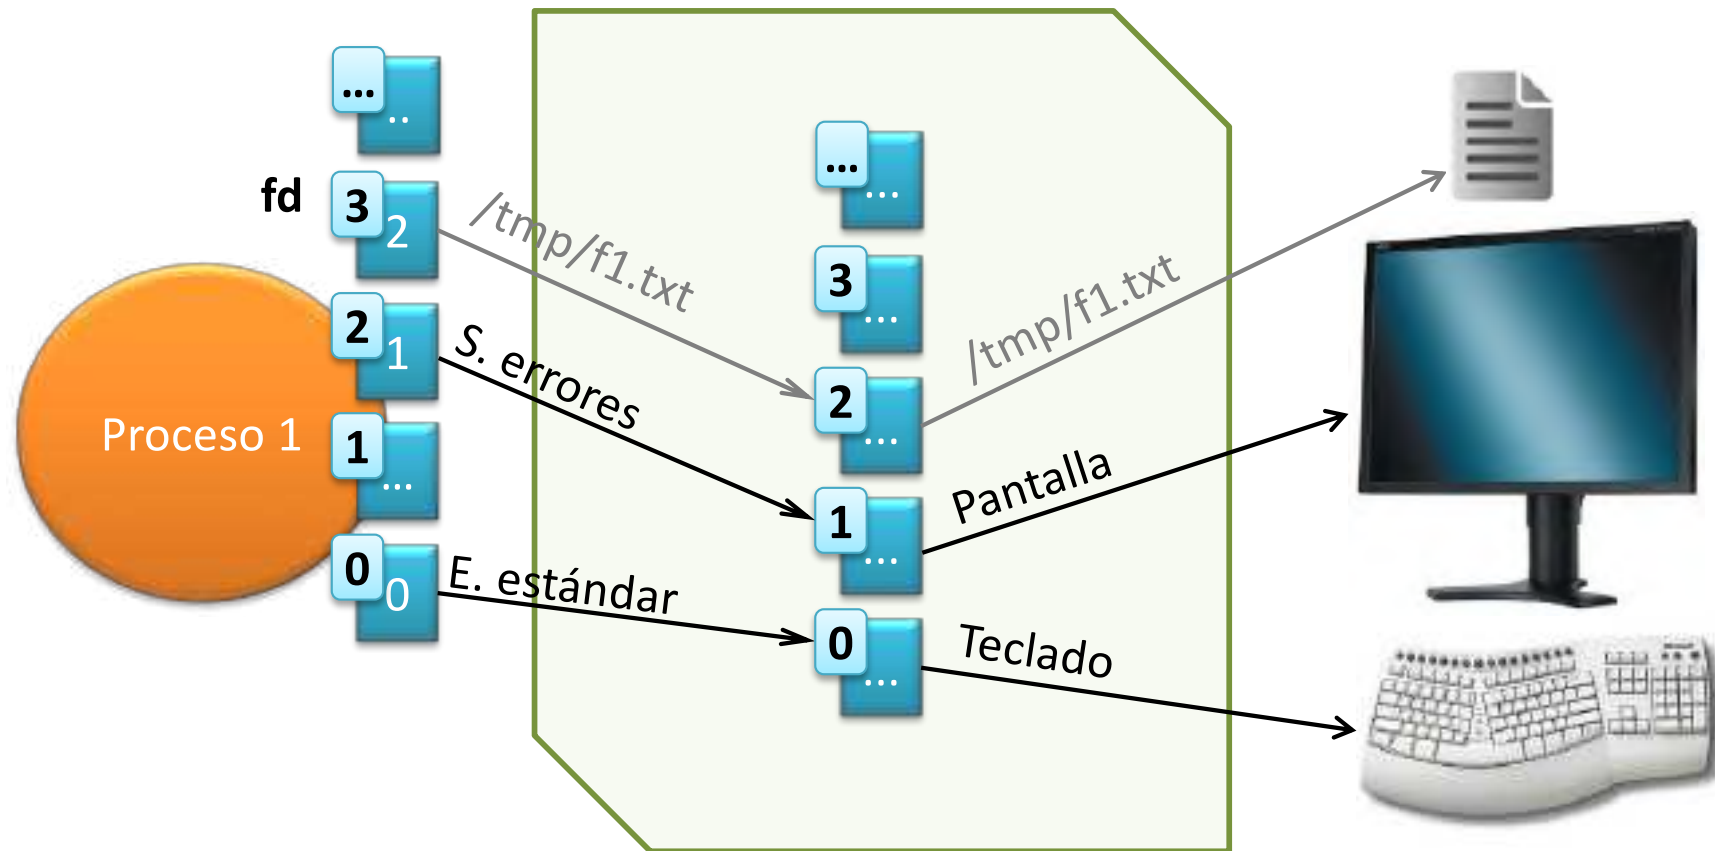 ...
..
fd
3
2
/tmp/f1.txt
2
1
S. errores
Proceso 1
1
...
0
0
E. estándar
...
...
3
...
2
...
/tmp/f1.txt
1
...
Pantalla
0
...
Teclado